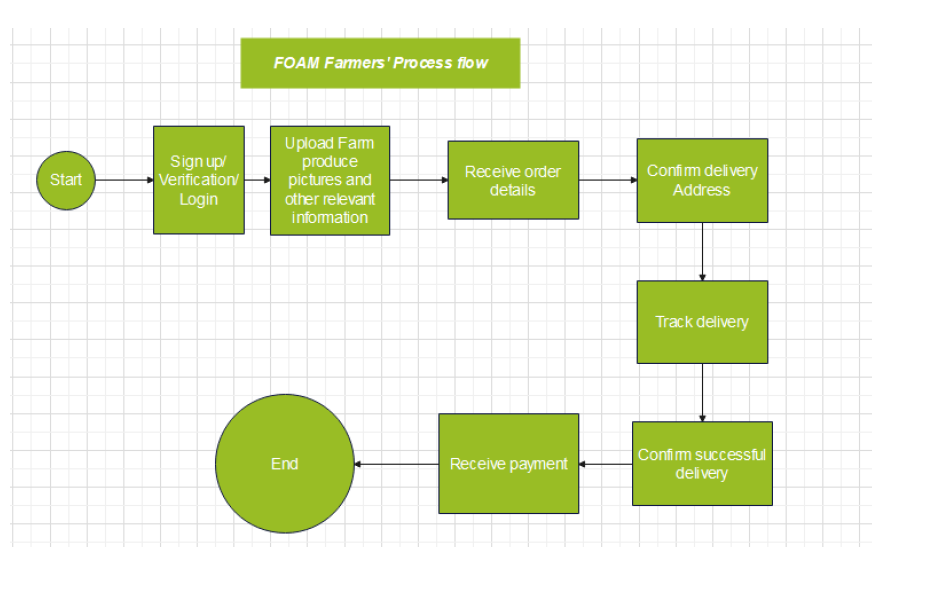 FOAM Farmers' Process flow
Start
Sign up/
Verification/
Login
Upload Farm
produce
pictures and
other relevant
information
Receive order
details
Confirm delivery
Address
Track delivery
Confirm successful
delivery
Receive payment
End